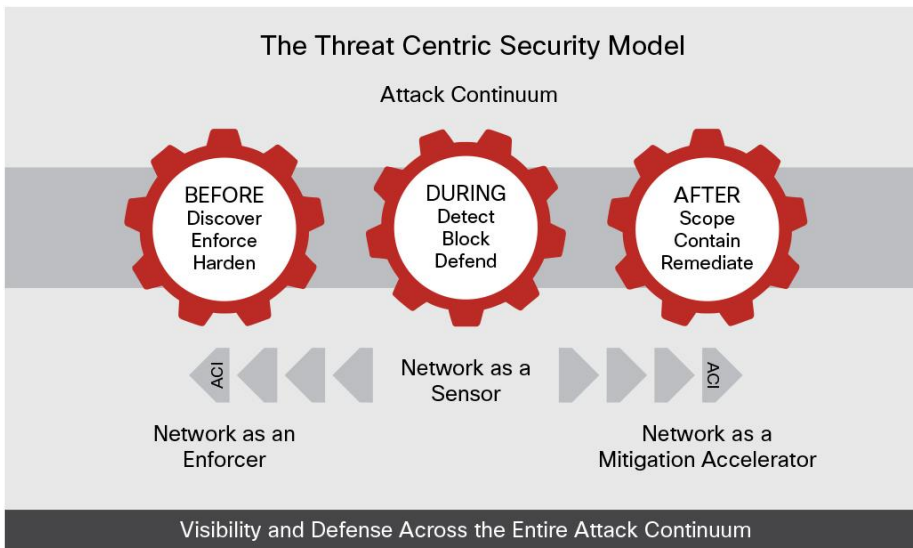 The Threat Centric Security Model
Attack Continuum
BEFORE
Discover
Enforce
Harden
DURING
Detect
Block
Defend
AFTER
Scope
Contain
Remediate
ACI
Network as a
Sensor
ACI
Network as an
Enforcer
Network as a
Mitigation Accelerator
Visibility and Defense Across the Entire Attack Continuum